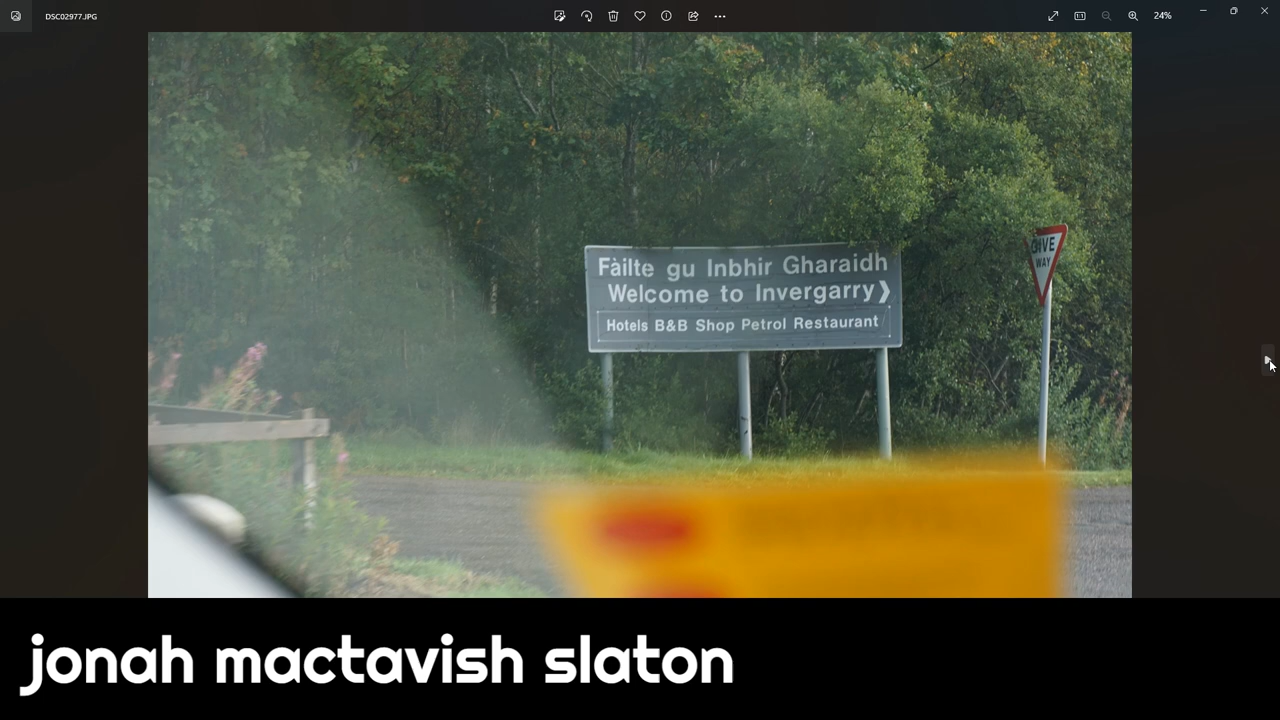 DSC02977.JPG
24%
Fàilte gu Inbhir Gharaidh
Welcome to Invergarry
Hotels B&B Shop Petrol Restaurant
GIVE
WAY
jonah mactavish slaton